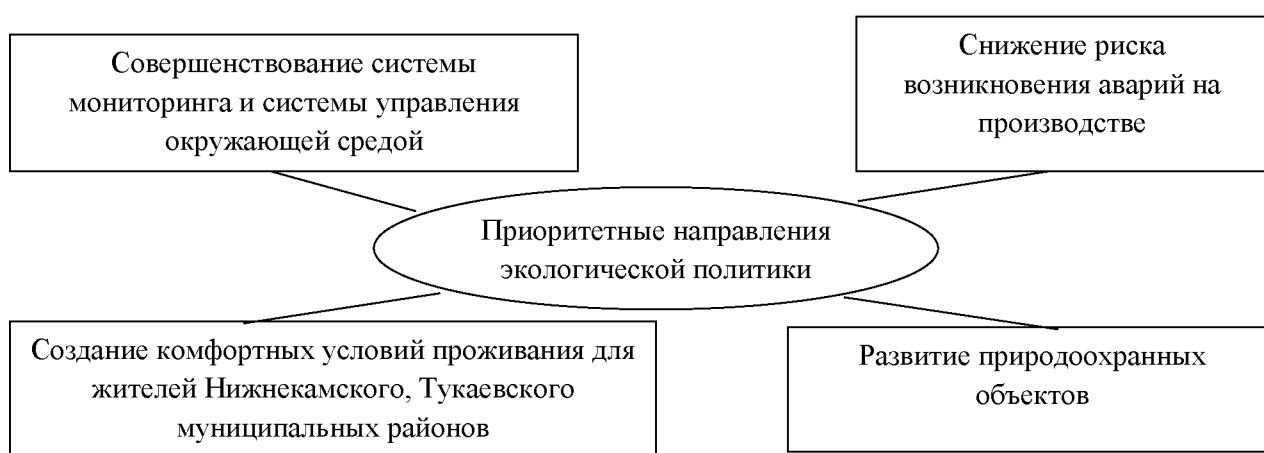 Совершенствование системы
мониторинга и системы управления
окружающей средой
Снижение риска
возникновения аварий на
производстве
Приоритетные направления
экологической политики
Создание комфортных условий проживания для
жителей Нижнекамского, Тукаевского
муниципальных районов
Развитие природоохранных
объектов